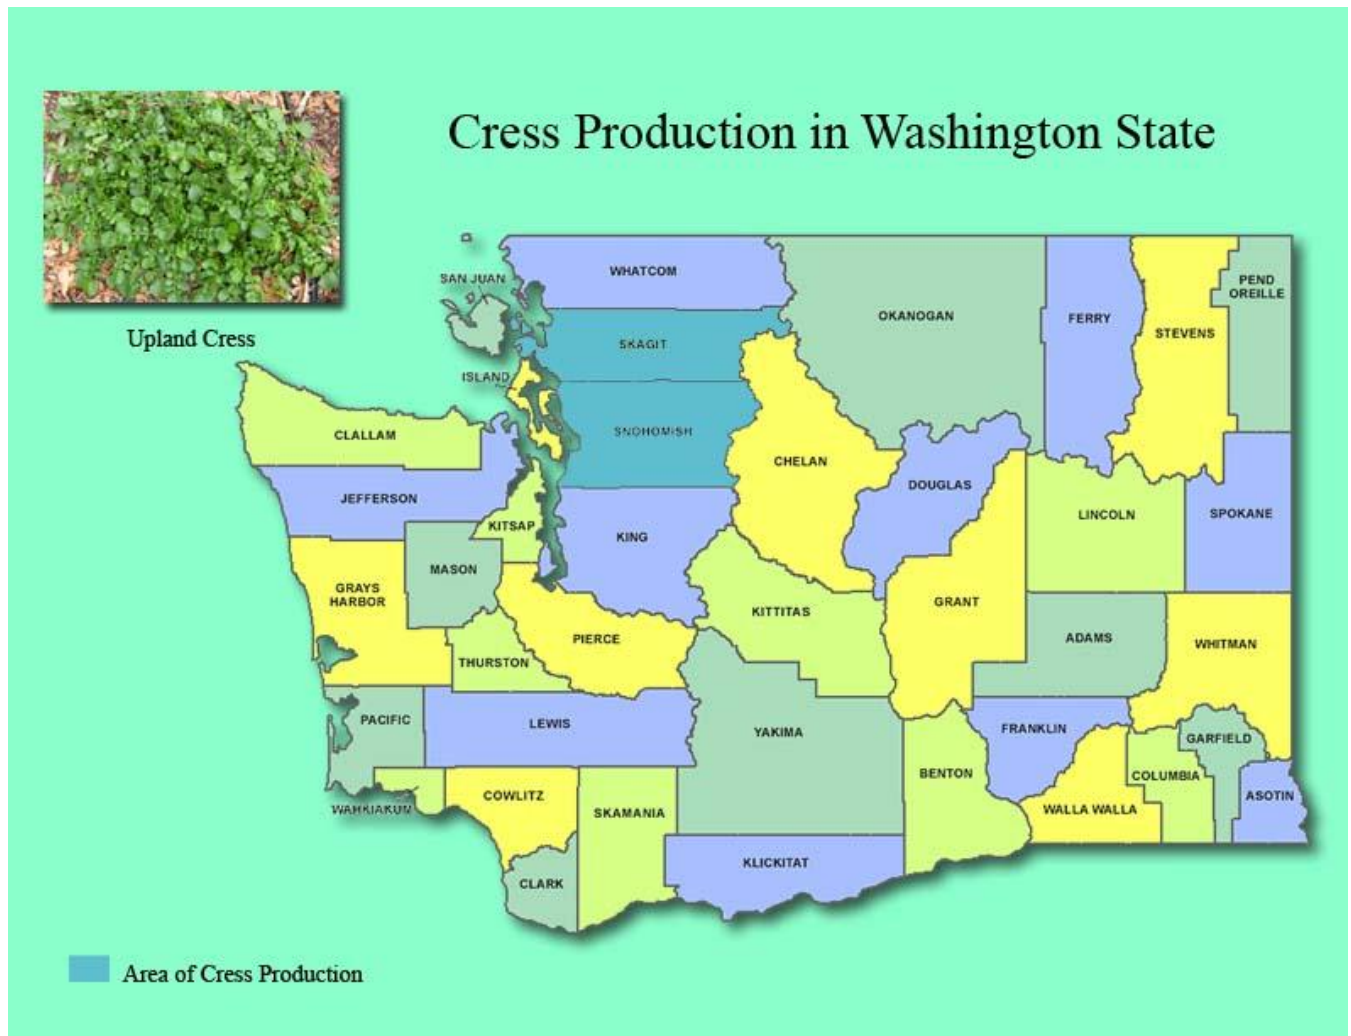 Cress Production in Washington State
Upland Cress
WHATCOM
SAN JUAN
SKAGIT
ISLAND
SNOHOMISH
CLALLAM
JEFFERSON
KITSAP
KING
MASON
GRAYS
HARBOR
PIERCE
THURSTON
PACIFIC
LEWIS
WAHKIAKUM
COWLITZ
SKAMANIA
CLARK
OKANOGAN
FERRY
STEVENS
PEND
OREILLE
CHELAN
DOUGLAS
LINCOLN
SPOKANE
KITTITAS
GRANT
ADAMS
WHITMAN
YAKIMA
BENTON
FRANKLIN
WALLA WALLA
COLUMBIA
GARFIELD
ASOTIN
KLICKITAT
Area of Cress Production